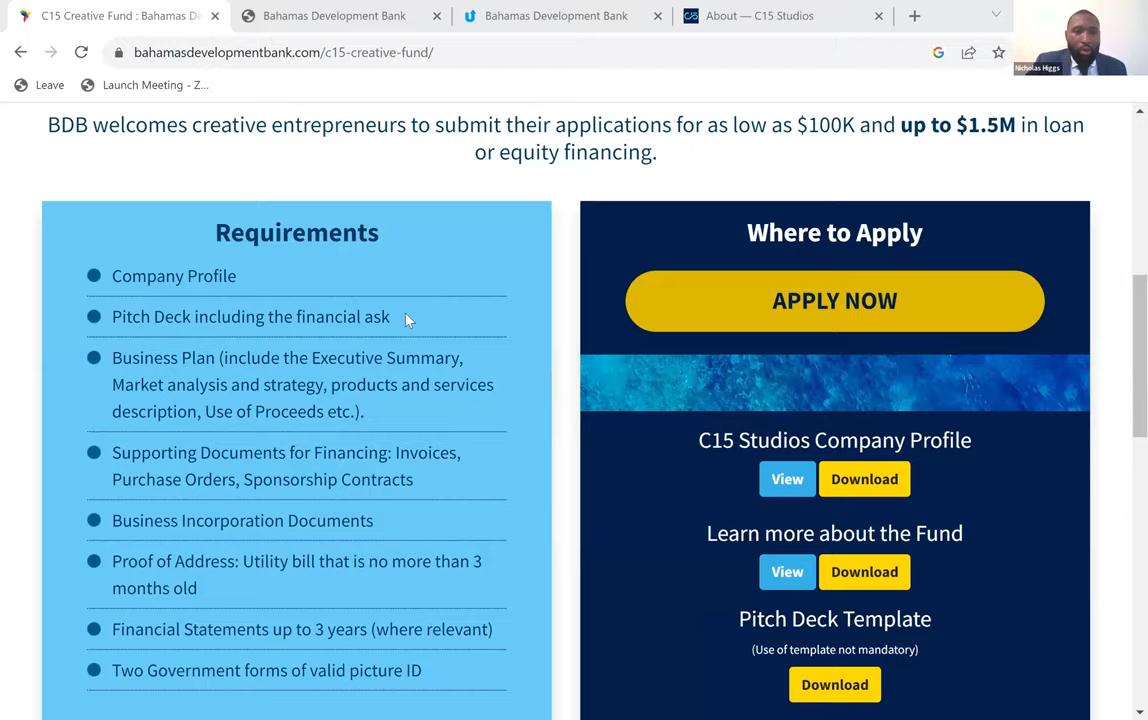 C15 Creative Fund : Bahamas De
Bahamas Development Bank
Bahamas Development Bank
About — C15 Studios
bahamasdevelopmentbank.com/c15-creative-fund/
Nicholas Higgs
Leave
Launch Meeting - Z...
BDB welcomes creative entrepreneurs to submit their applications for as low as $100K and up to $1.5M in loan
or equity financing.
Requirements
Company Profile
Pitch Deck including the financial ask
Business Plan (include the Executive Summary,
Market analysis and strategy, products and services
description, Use of Proceeds etc.).
Supporting Documents for Financing: Invoices,
Purchase Orders, Sponsorship Contracts
Business Incorporation Documents
Proof of Address: Utility bill that is no more than 3
months old
Financial Statements up to 3 years (where relevant)
Two Government forms of valid picture ID
Where to Apply
APPLY NOW
C15 Studios Company Profile
View Download
Learn more about the Fund
View Download
Pitch Deck Template
(Use of template not mandatory)
Download